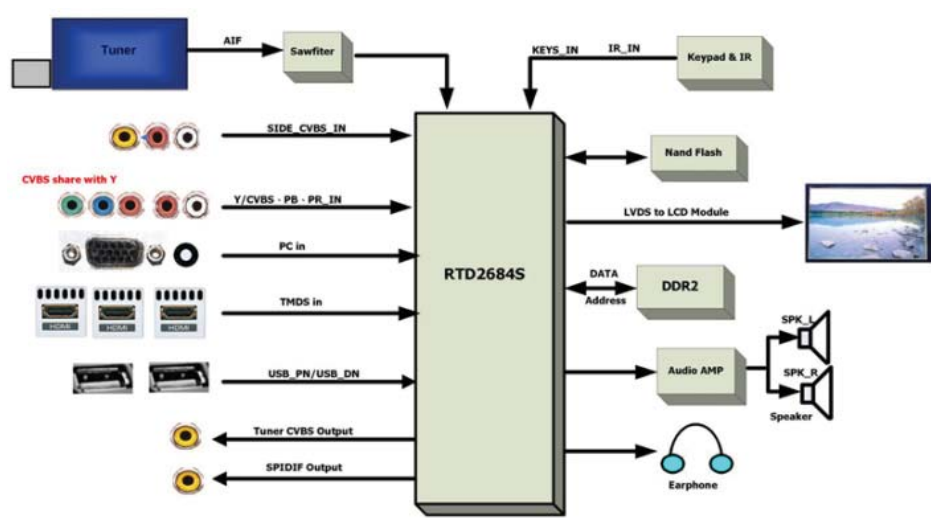 Tuner
AIF
Sawfiter
KEYS_IN
IR_IN
Keypad & IR
SIDE_CVBS_IN
Nand Flash
CVBS share with Y
Y/CVBS - PB - PR_IN
LVDS to LCD Module
PC in
RTD2684S
DATA
Address
DDR2
HDMI
HDMI
HDMI
TMDS in
SPK_L
Audio AMP
SPK_R
Speaker
USB_PN/USB_DN
Tuner CVBS Output
SPIDIF Output
Earphone